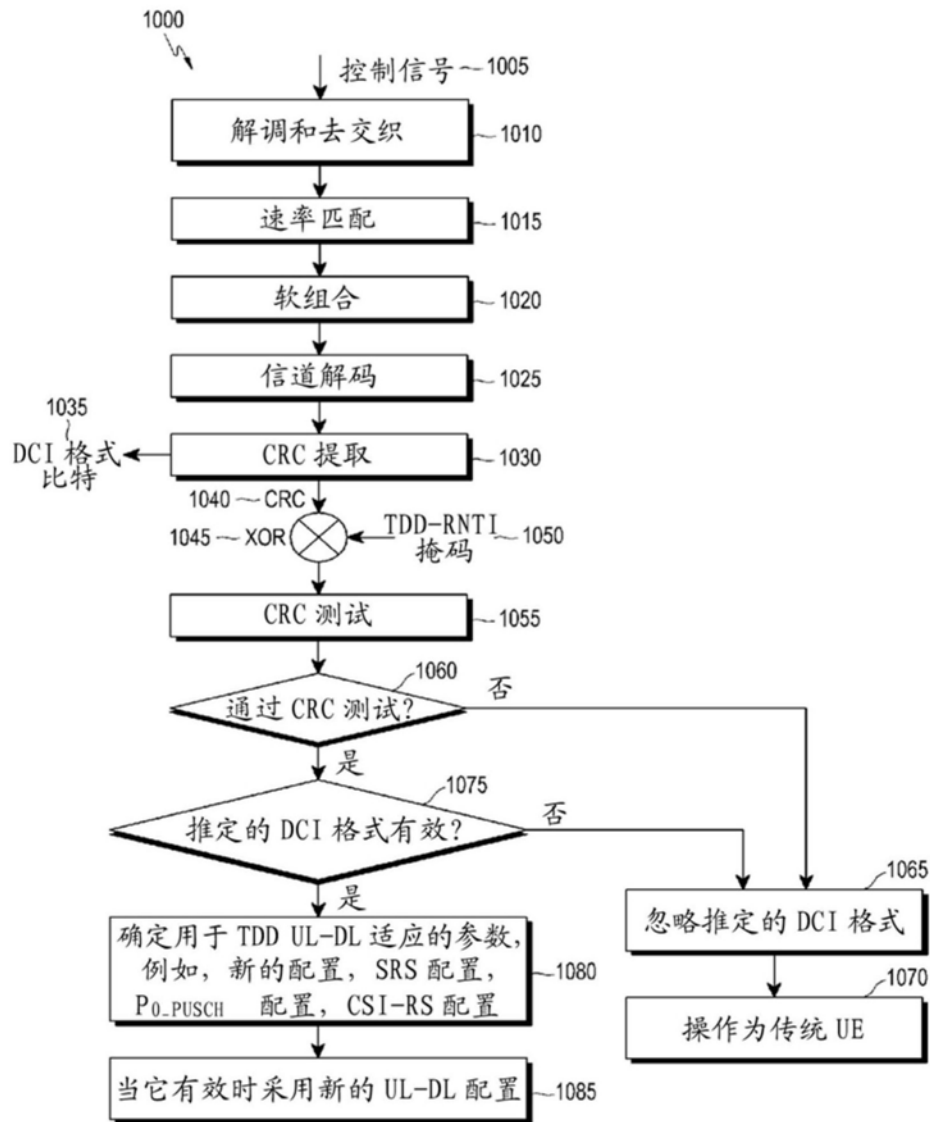 1000
控制信号 1005
解调和去交织 1010
速率匹配 1015
软组合 1020
信道解码 1025
1035
DCI 格式
比特
CRC 提取 1030
1040 CRC
1045 XOR
TDD-RNTI
掩码
1050
CRC 测试 1055
1060
通过 CRC 测试?
否
是
1075
推定的 DCI 格式有效?
否
是
1065
忽略推定的 DCI 格式
确定用于 TDD UL-DL 适应的参数,
例如, 新的配置, SRS 配置,
P0_PUSCH 配置, CSI-RS 配置
1080
1070
操作为传统 UE
当它有效时采用新的 UL-DL 配置 1085